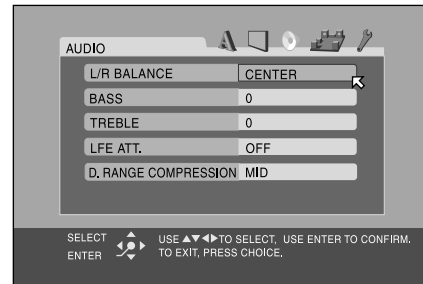 AUDIO
L/R BALANCE CENTER
BASS 0
TREBLE 0
LFE ATT. OFF
D. RANGE COMPRESSION MID
SELECT USE ▲▼◀▶TO SELECT, USE ENTER TO CONFIRM.
ENTER TO EXIT, PRESS CHOICE.